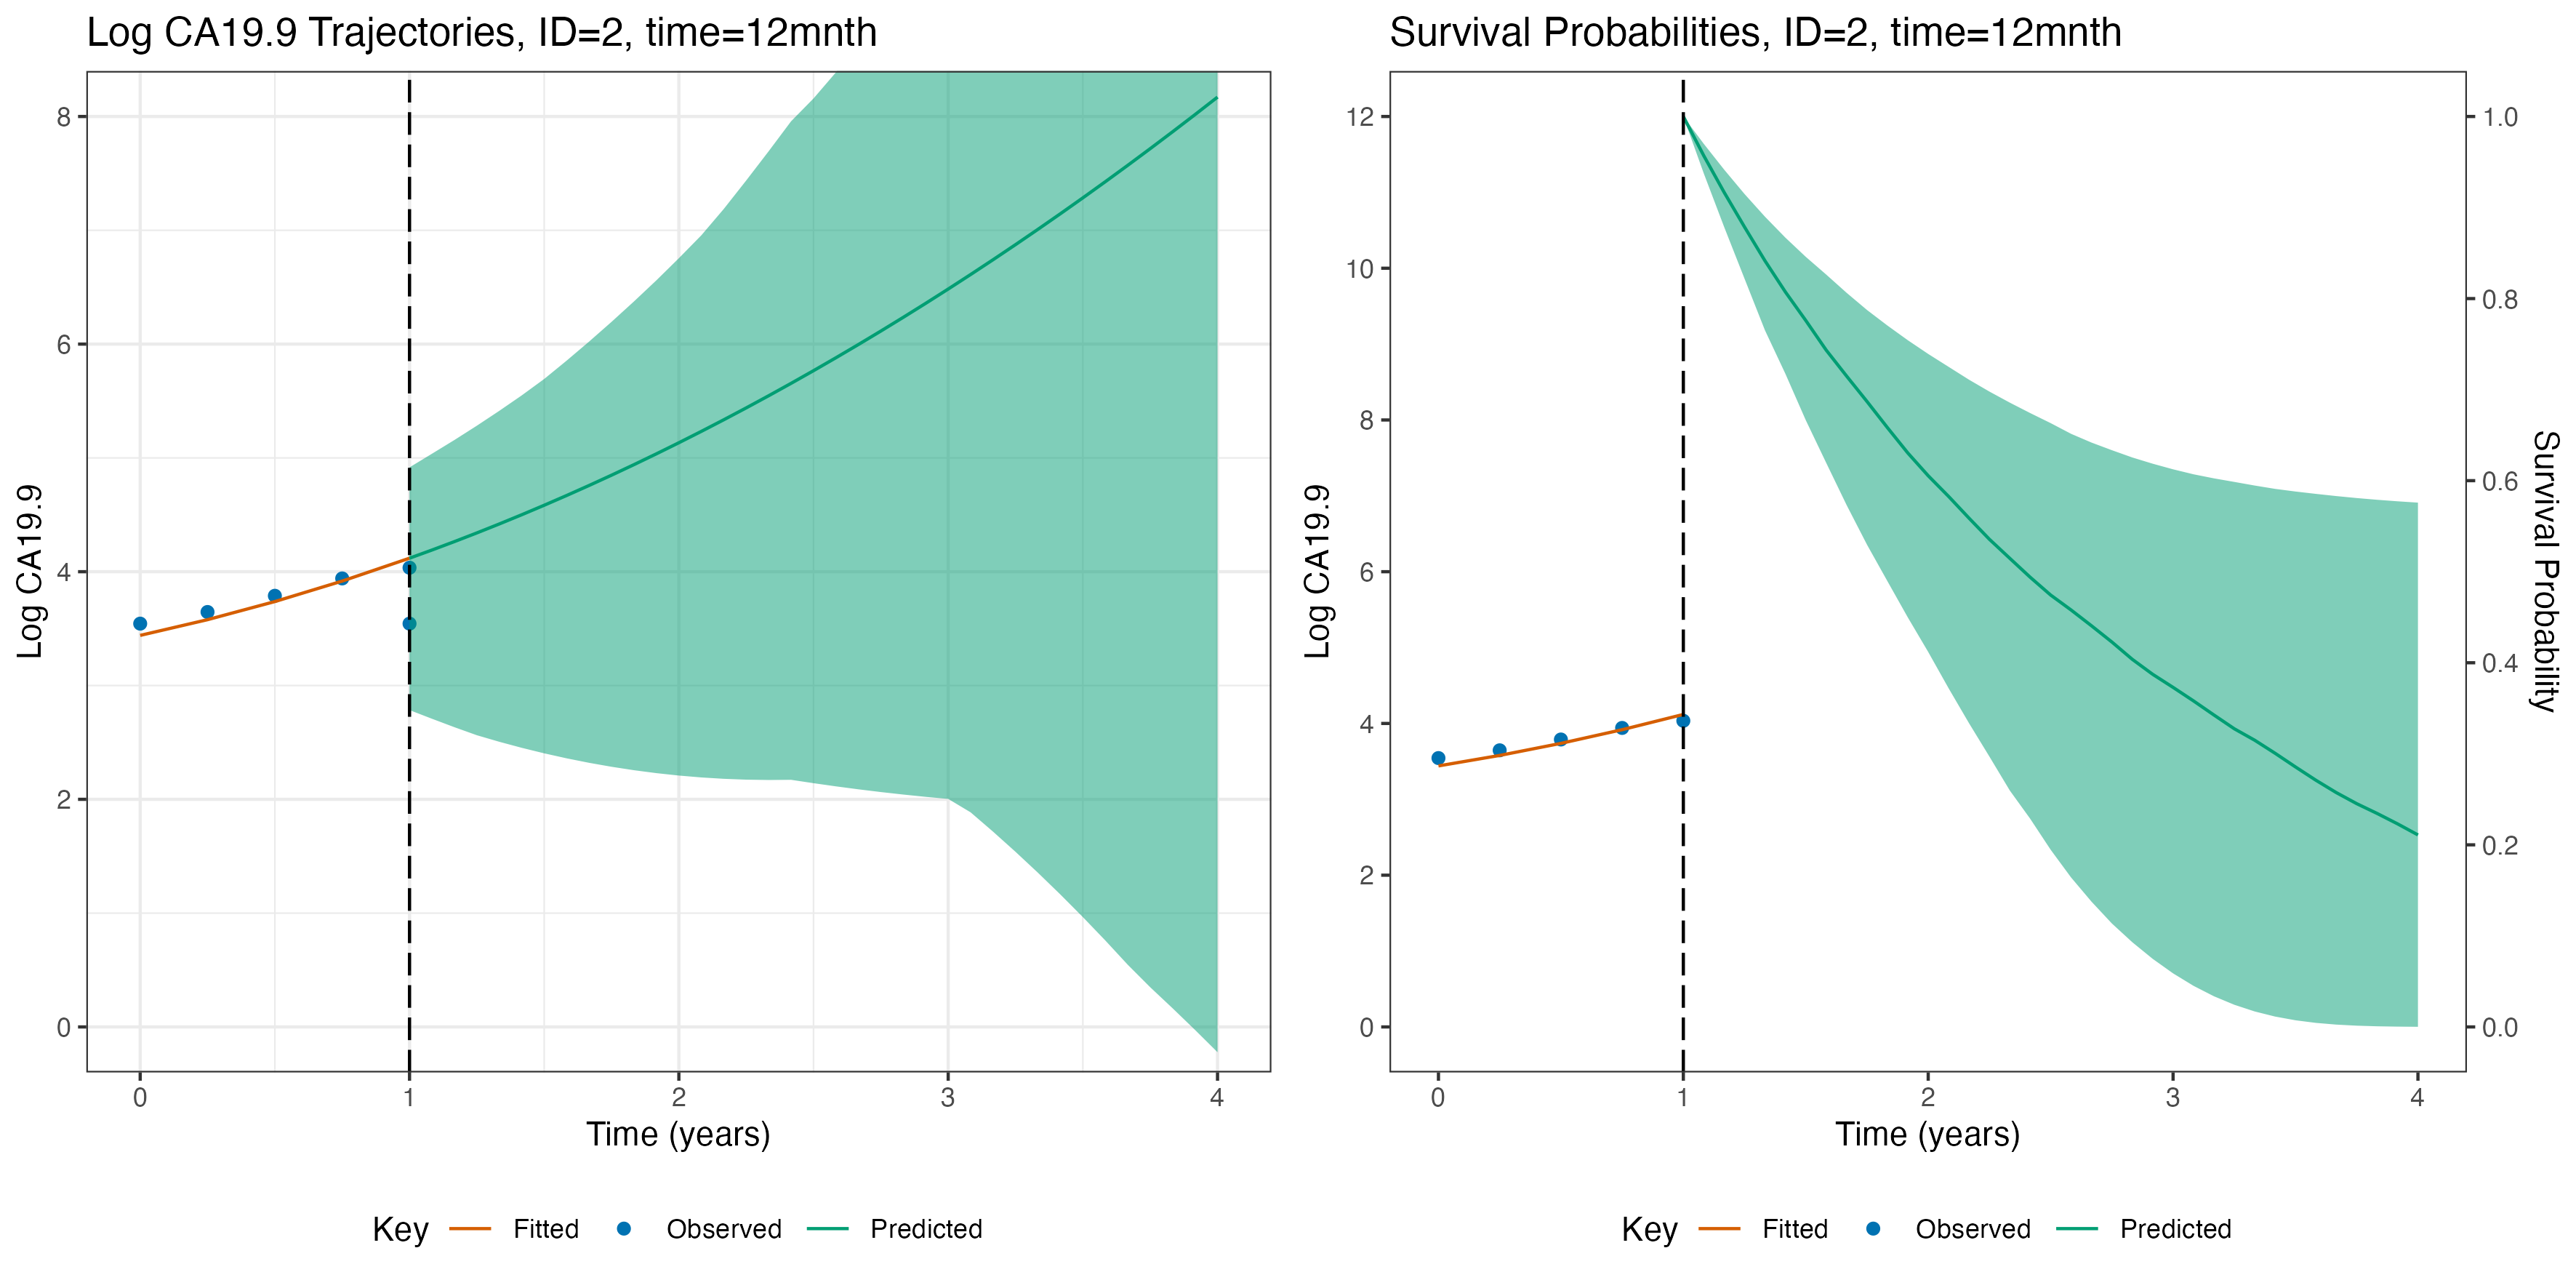 Log CA19.9 Trajectories, ID=2, time=12mnth
Log CA19.9
8
6
4
2
0
0 1 2 3 4
Time (years)
Key Fitted Observed Predicted
Survival Probabilities, ID=2, time=12mnth
Log CA19.9
12
10
8
6
4
2
0
1.0
0.8
0.6
0.4
0.2
0.0
Survival Probability
0 1 2 3 4
Time (years)
Key Fitted Observed Predicted